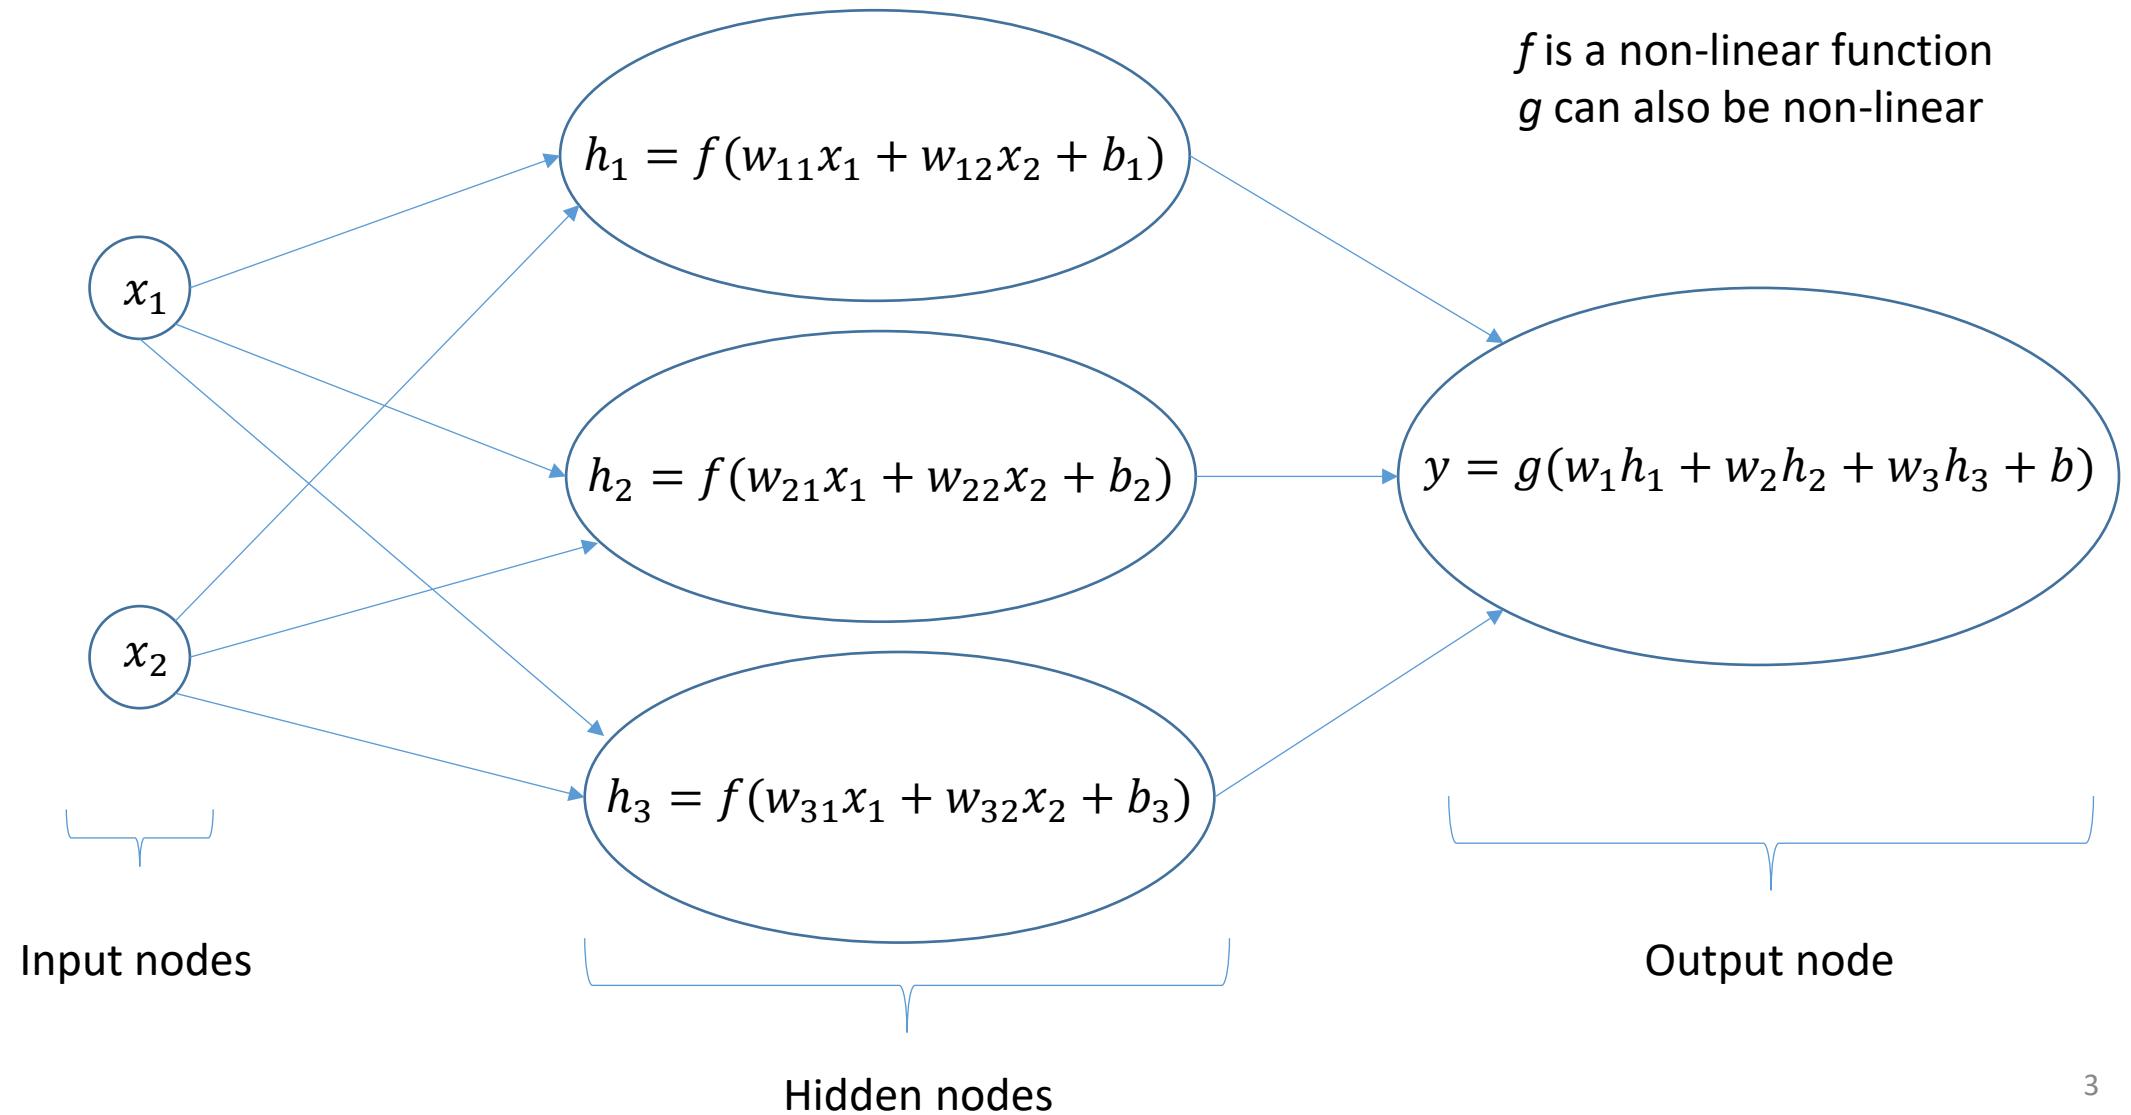 f is a non-linear function
g can also be non-linear
h₁ = f(w₁₁x₁ + w₁₂x₂ + b₁)
x₁
h₂ = f(w₂₁x₁ + w₂₂x₂ + b₂)
y = g(w₁h₁ + w₂h₂ + w₃h₃ + b)
x₂
h₃ = f(w₃₁x₁ + w₃₂x₂ + b₃)
Input nodes
Output node
Hidden nodes
3